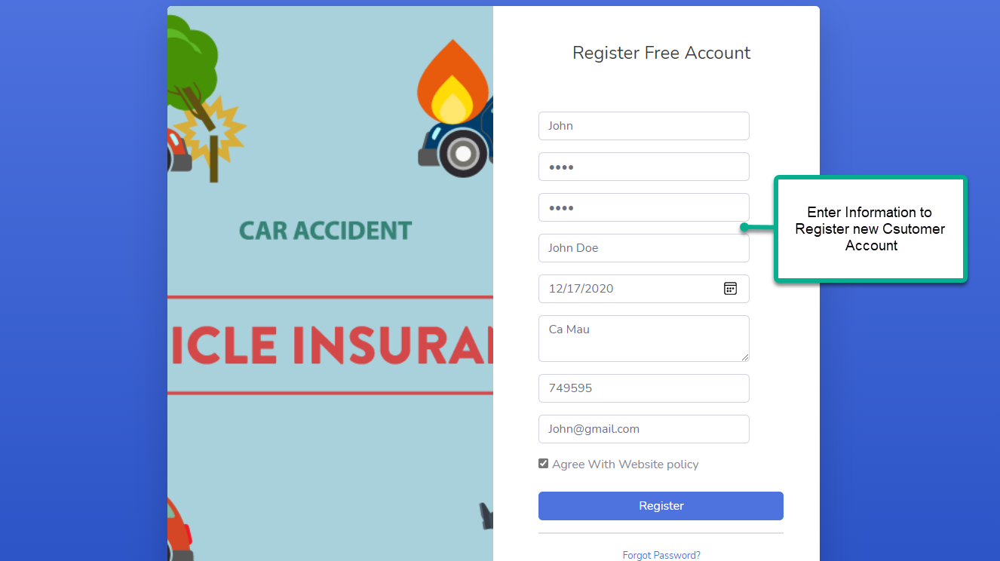 Register Free Account
John
••••
••••
John Doe
12/17/2020
Ca Mau
749595
John@gmail.com
Agree With Website policy
Register
Forgot Password?
Enter Information to
Register new Csutomer
Account
CAR ACCIDENT
ICLE INSURAN